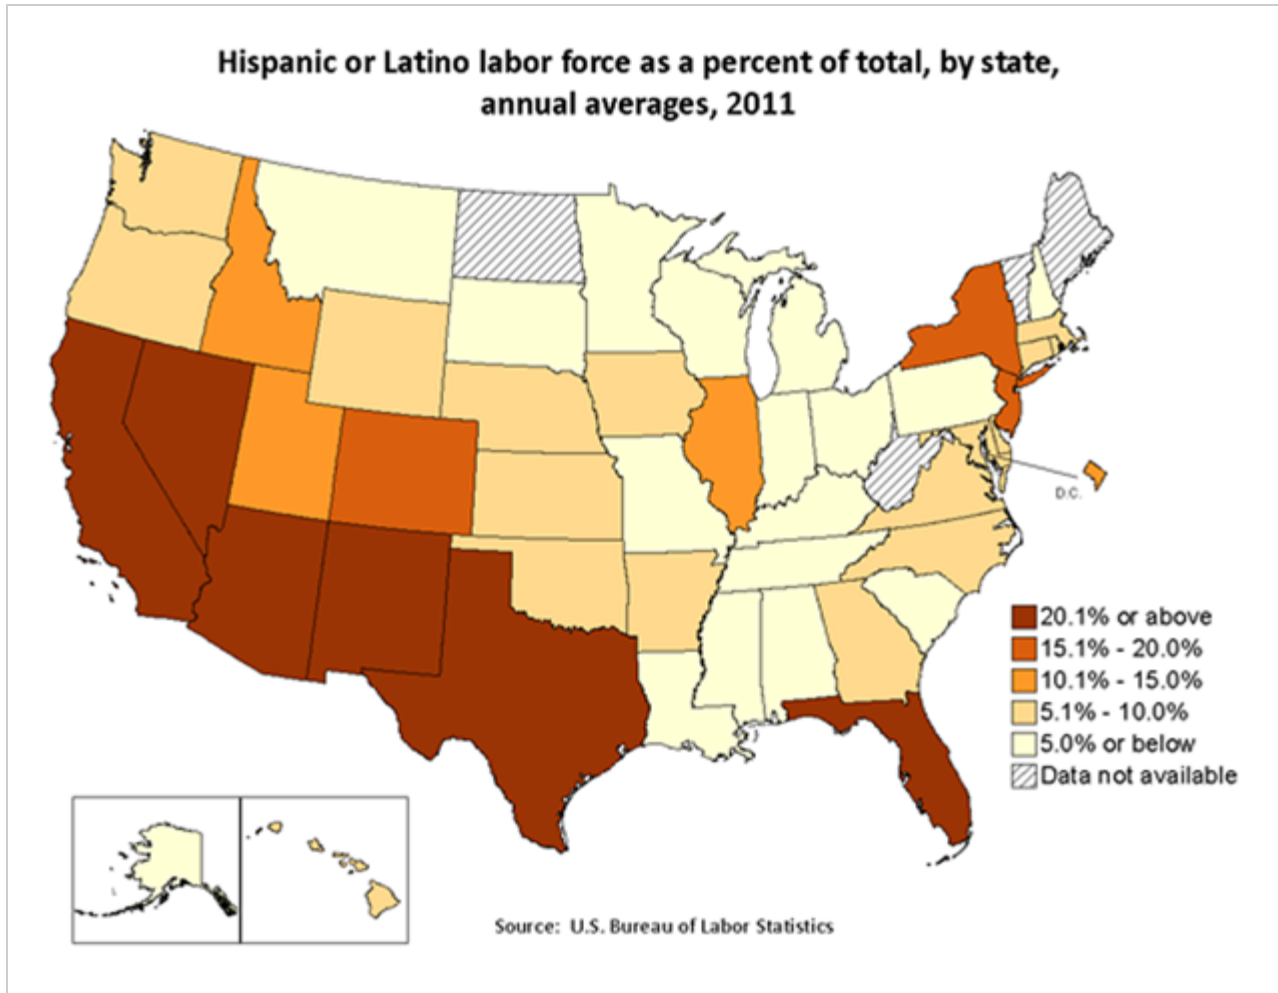 Hispanic or Latino labor force as a percent of total, by state,
annual averages, 2011
D.C.
20.1% or above
15.1% - 20.0%
10.1% - 15.0%
5.1% - 10.0%
5.0% or below
Data not available
Source:  U.S. Bureau of Labor Statistics